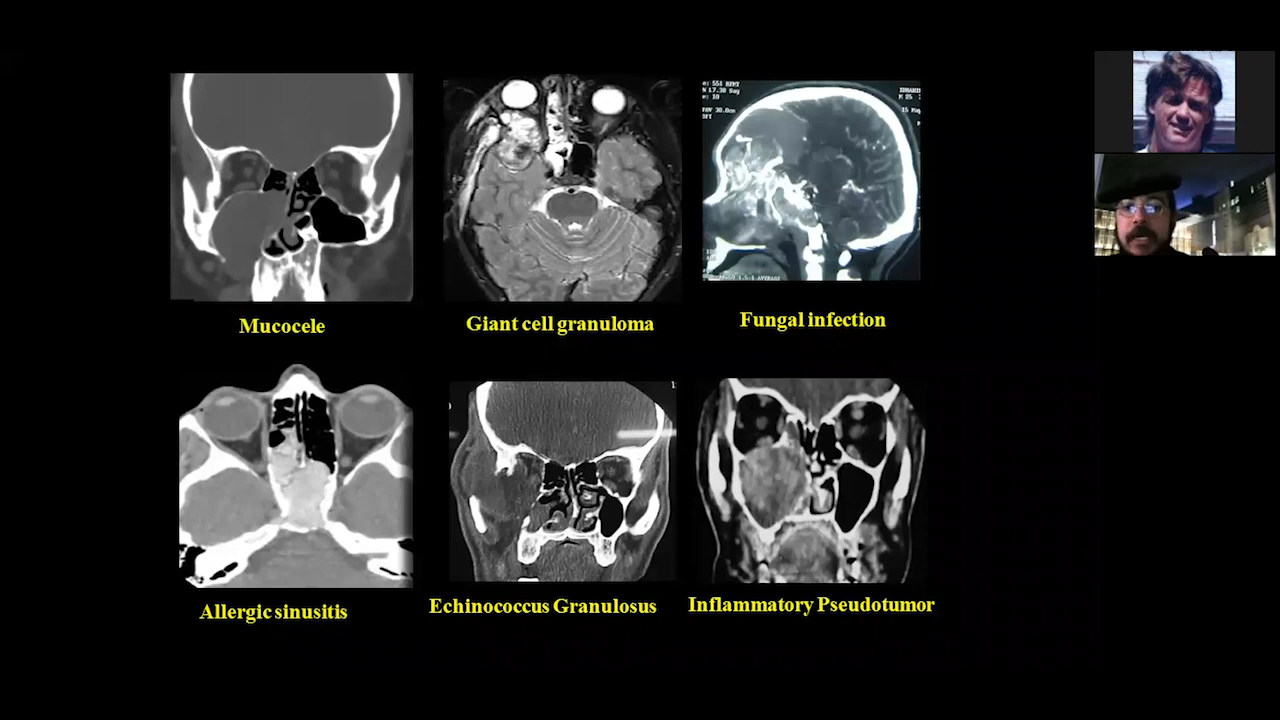 Mucocele
Giant cell granuloma
Fungal infection
Allergic sinusitis
Echinococcus Granulosus
Inflammatory Pseudotumor